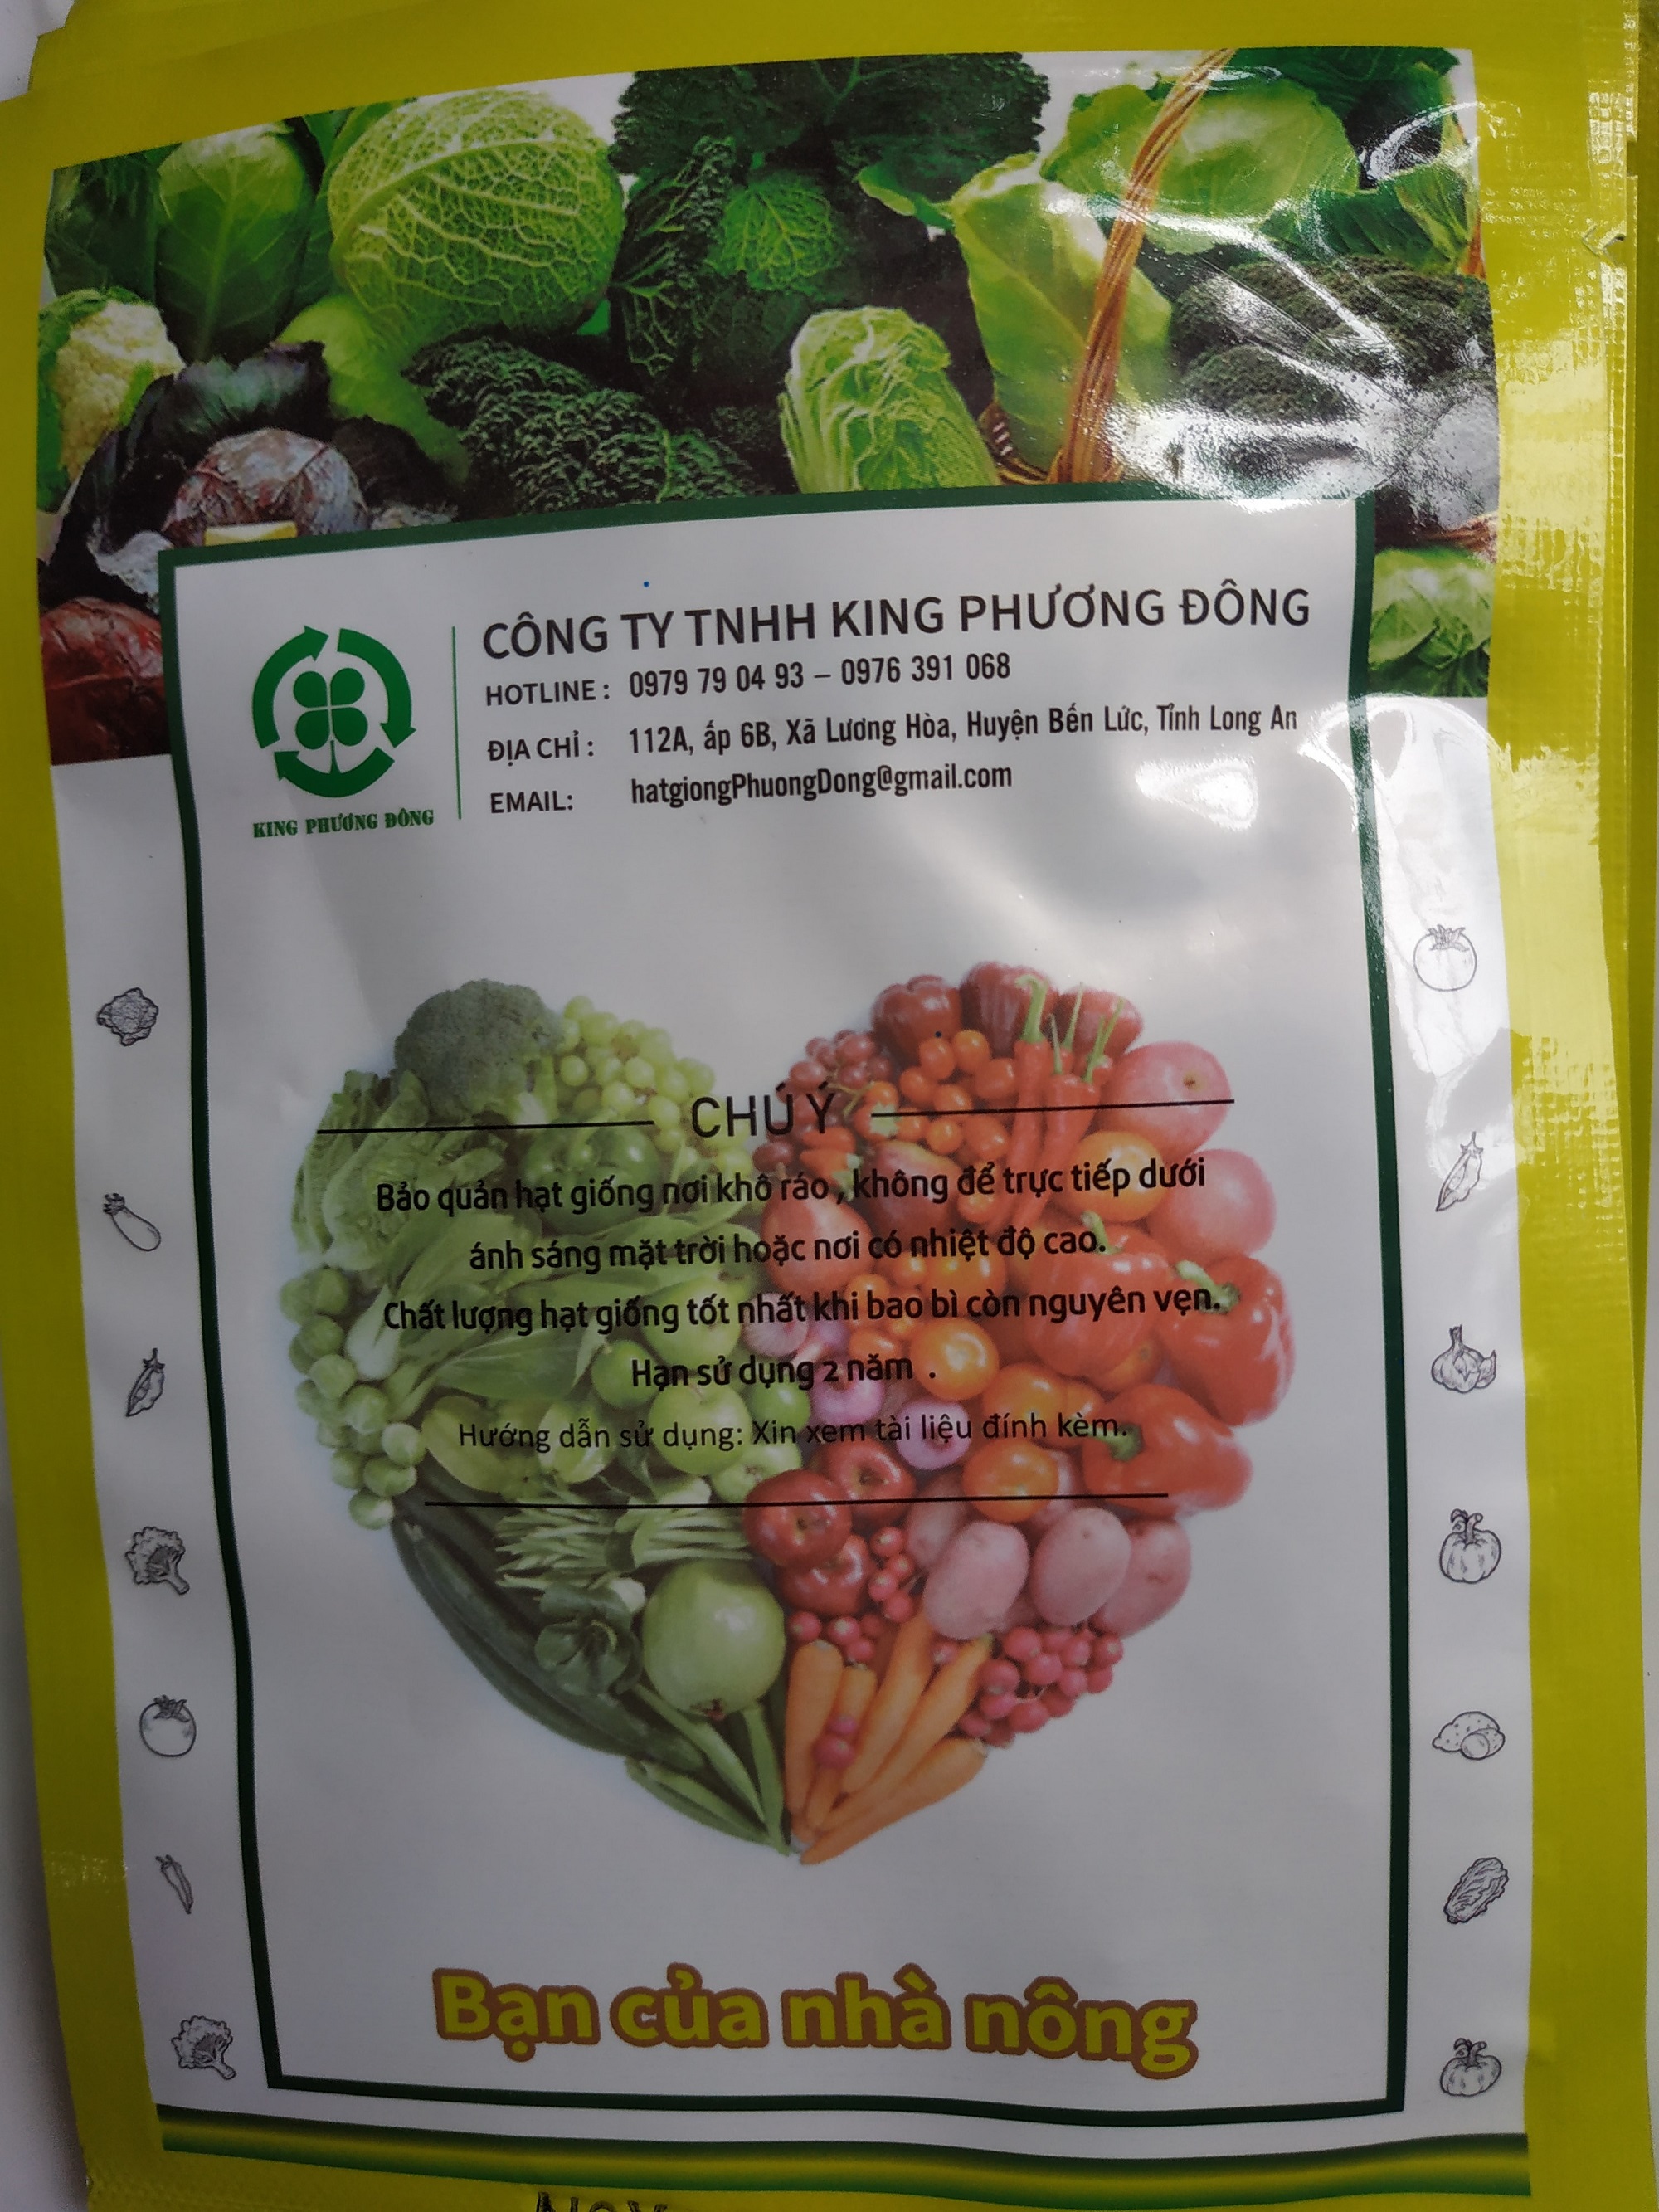 CÔNG TY TNHH KING PHƯƠNG ĐÔNG
HOTLINE : 0979 79 04 93 – 0976 391 068
ĐỊA CHỈ : 112A, ấp 6B, Xã Lương Hòa, Huyện Bến Lức, Tỉnh Long An
EMAIL: hatgiongPhuongDong@gmail.com
KING PHƯƠNG ĐÔNG
CHÚ Ý
Bảo quản hạt giống nơi khô ráo , không để trực tiếp dưới
ánh sáng mặt trời hoặc nơi có nhiệt độ cao.
Chất lượng hạt giống tốt nhất khi bao bì còn nguyên vẹn.
Hạn sử dụng 2 năm .
Hướng dẫn sử dụng: Xin xem tài liệu đính kèm.
Bạn của nhà nông